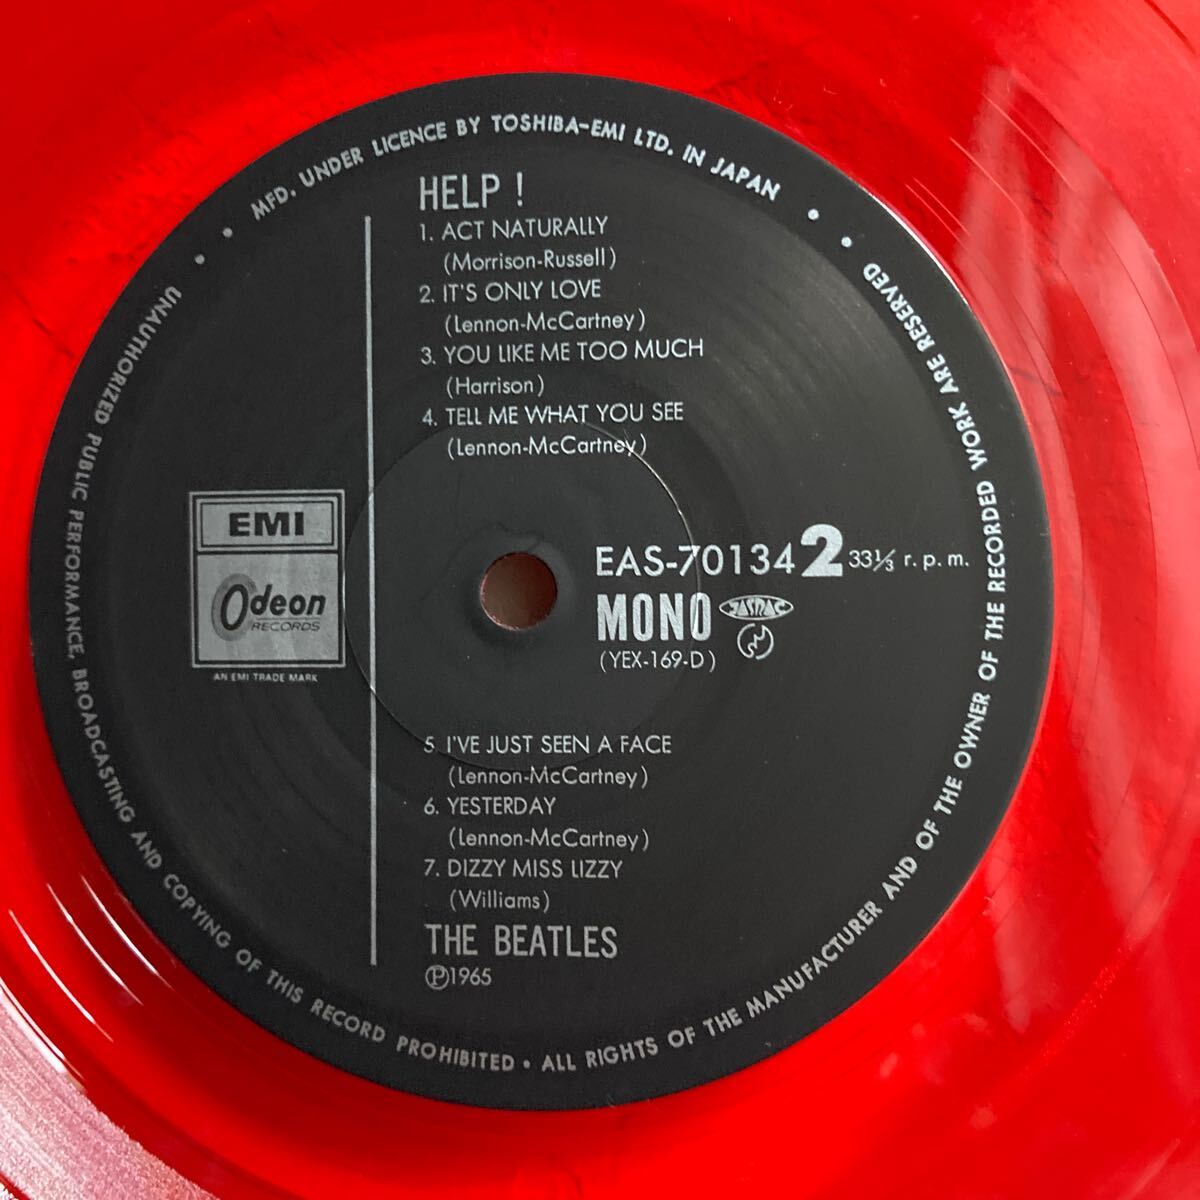 MFD. UNDER LICENCE BY TOSHIBA-EMI LTD. IN JAPAN
HELP !
1. ACT NATURALLY
(Morrison-Russell)
2. IT'S ONLY LOVE
(Lennon-McCartney)
3. YOU LIKE ME TOO MUCH
(Harrison)
4. TELL ME WHAT YOU SEE
(Lennon-McCartney)
EMI
Odeon
RECORDS
AN EMI TRADE MARK
EAS-70134 2 33⅓ r.p.m.
MONO JASRAC
(YEX-169-D)
5. I'VE JUST SEEN A FACE
(Lennon-McCartney)
6. YESTERDAY
(Lennon-McCartney)
7. DIZZY MISS LIZZY
(Williams)
THE BEATLES
Ⓟ1965
UNAUTHORIZED PUBLIC PERFORMANCE, BROADCASTING AND COPYING OF THIS RECORD PROHIBITED • ALL RIGHTS OF THE MANUFACTURER AND OF THE OWNER OF THE RECORDED WORK ARE RESERVED